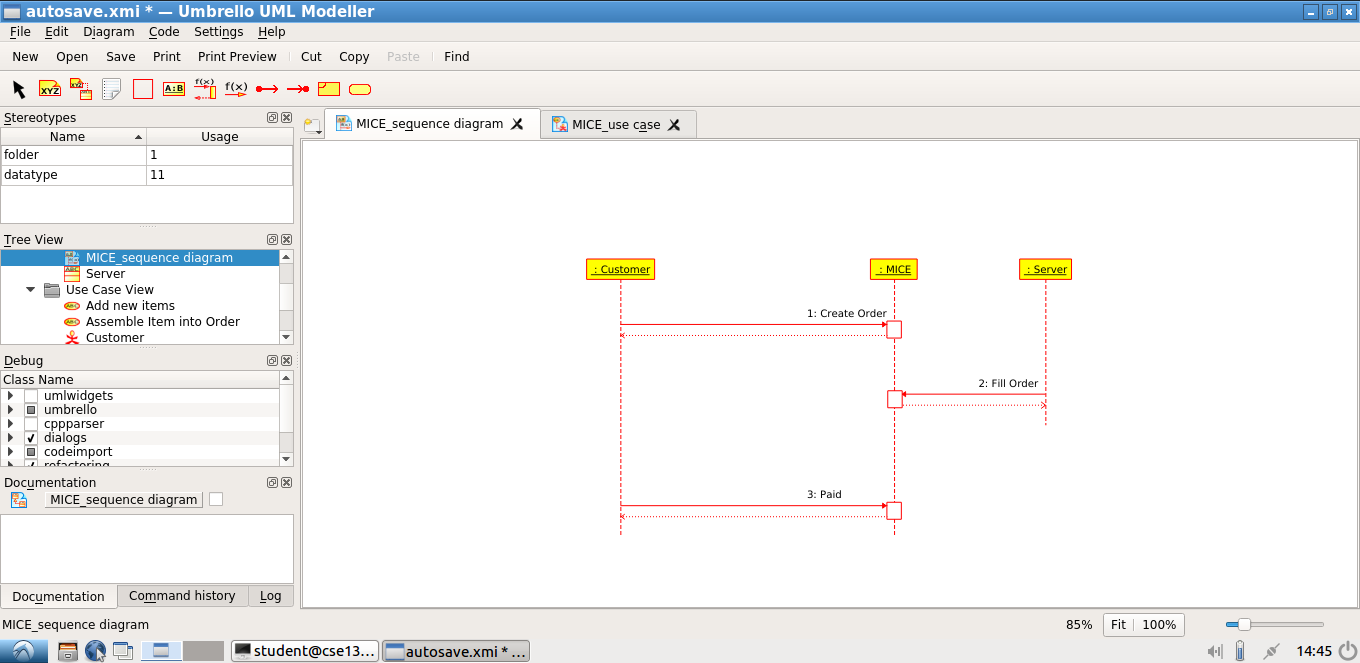 autosave.xmi * — Umbrello UML Modeller
File Edit Diagram Code Settings Help
New Open Save Print Print Preview Cut Copy Paste Find
XYZ XYZ A:B f(x) f(x)
Stereotypes
Name Usage
folder 1
datatype 11
Tree View
MICE_sequence diagram
Server
Use Case View
Add new items
Assemble Item into Order
Customer
Debug
Class Name
umlwidgets
umbrello
cppparser
dialogs
codeimport
refactoring
Documentation
MICE_sequence diagram
Documentation Command history Log
MICE_sequence diagram MICE_use case
: Customer : MICE : Server
1: Create Order
2: Fill Order
3: Paid
MICE_sequence diagram 85% Fit 100%
student@cse13... autosave.xmi * ... 14:45